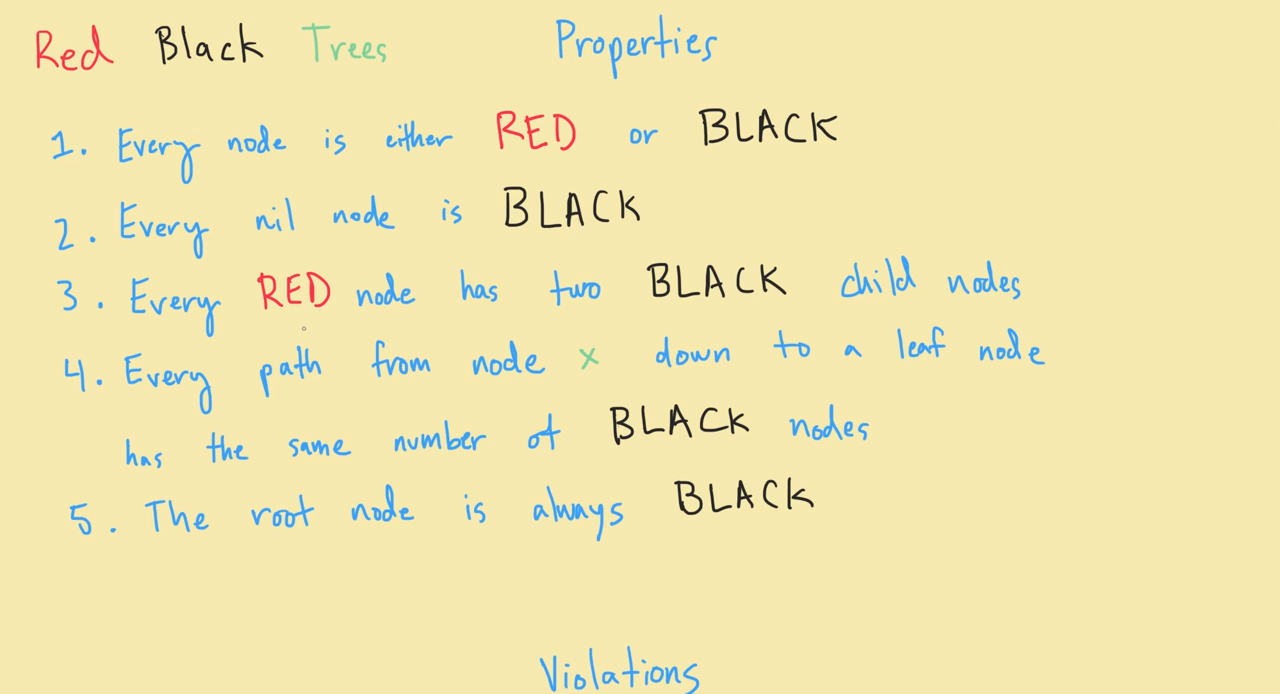 Red Black Trees Properties
1. Every node is either RED or BLACK
2. Every nil node is BLACK
3. Every RED node has two BLACK child nodes
4. Every path from node x down to a leaf node
has the same number of BLACK nodes
5. The root node is always BLACK
Violations